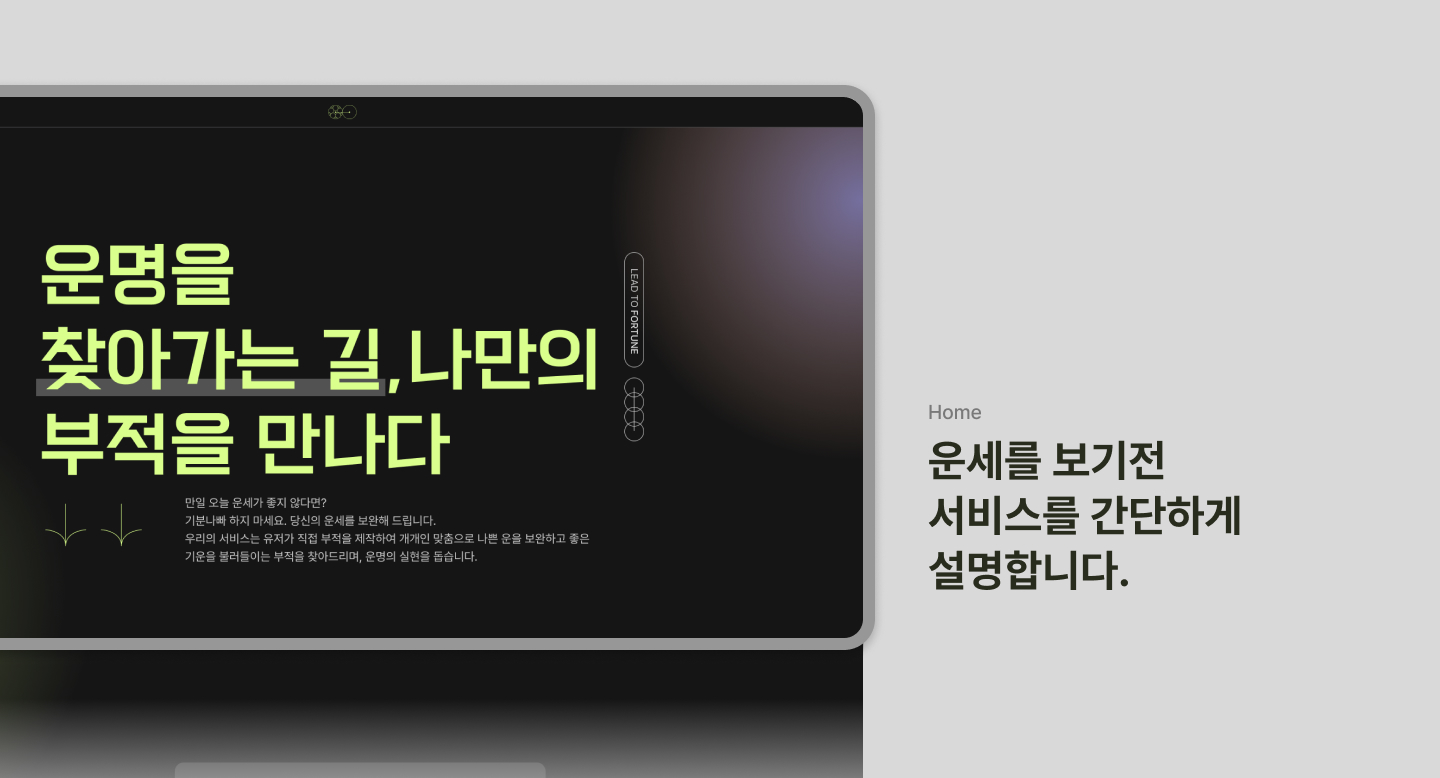 운명을
찾아가는 길,나만의
부적을 만나다
LEAD TO FORTUNE
만일 오늘 운세가 좋지 않다면?
기분나빠 하지 마세요. 당신의 운세를 보완해 드립니다.
우리의 서비스는 유저가 직접 부적을 제작하여 개개인 맞춤으로 나쁜 운을 보완하고 좋은
기운을 불러들이는 부적을 찾아드리며, 운명의 실현을 돕습니다.
Home
운세를 보기전
서비스를 간단하게
설명합니다.